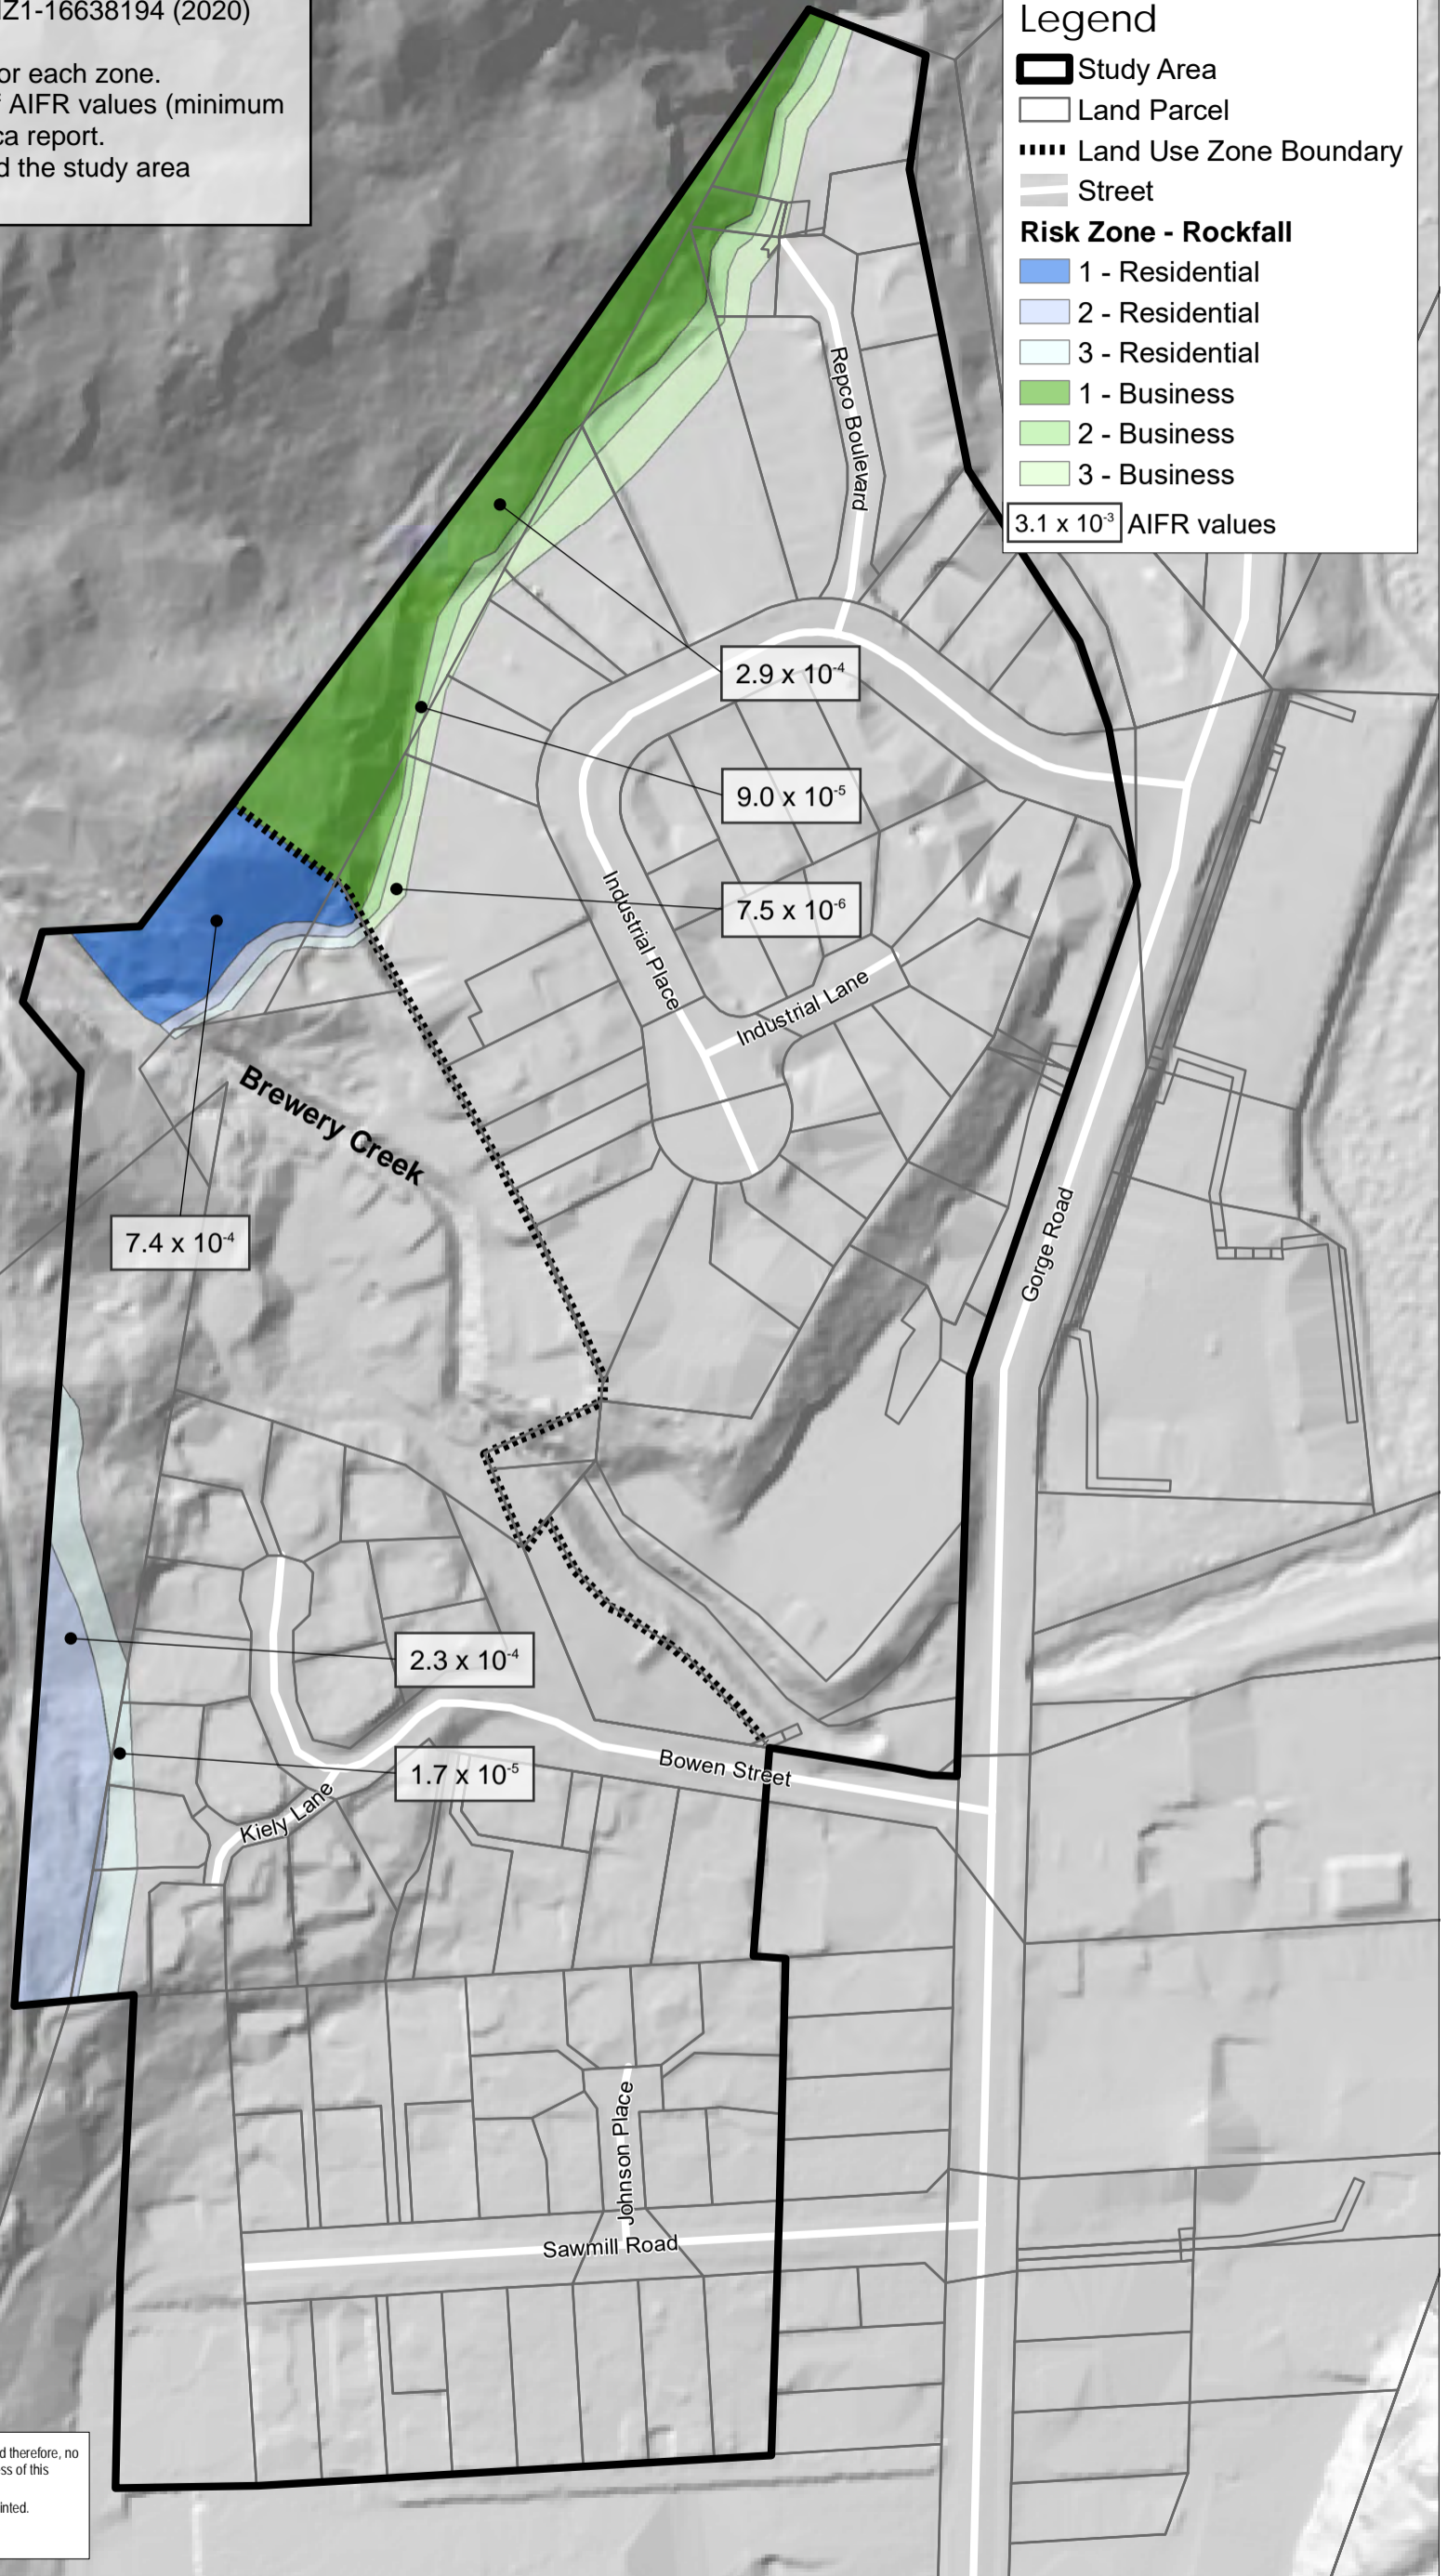 NZ1-16638194 (2020)
or each zone.
AIFR values (minimum
ca report.
d the study area
Legend
Study Area
Land Parcel
Land Use Zone Boundary
Street
Risk Zone - Rockfall
1 - Residential
2 - Residential
3 - Residential
1 - Business
2 - Business
3 - Business
3.1 x 10⁻³ AIFR values
Repco Boulevard
2.9 x 10⁻⁴
9.0 x 10⁻⁵
7.5 x 10⁻⁶
Industrial Place
Industrial Lane
Brewery Creek
7.4 x 10⁻⁴
Gorge Road
2.3 x 10⁻⁴
1.7 x 10⁻⁵
Bowen Street
Kiely Lane
Johnson Place
Sawmill Road
d therefore, no
ss of this
inted.